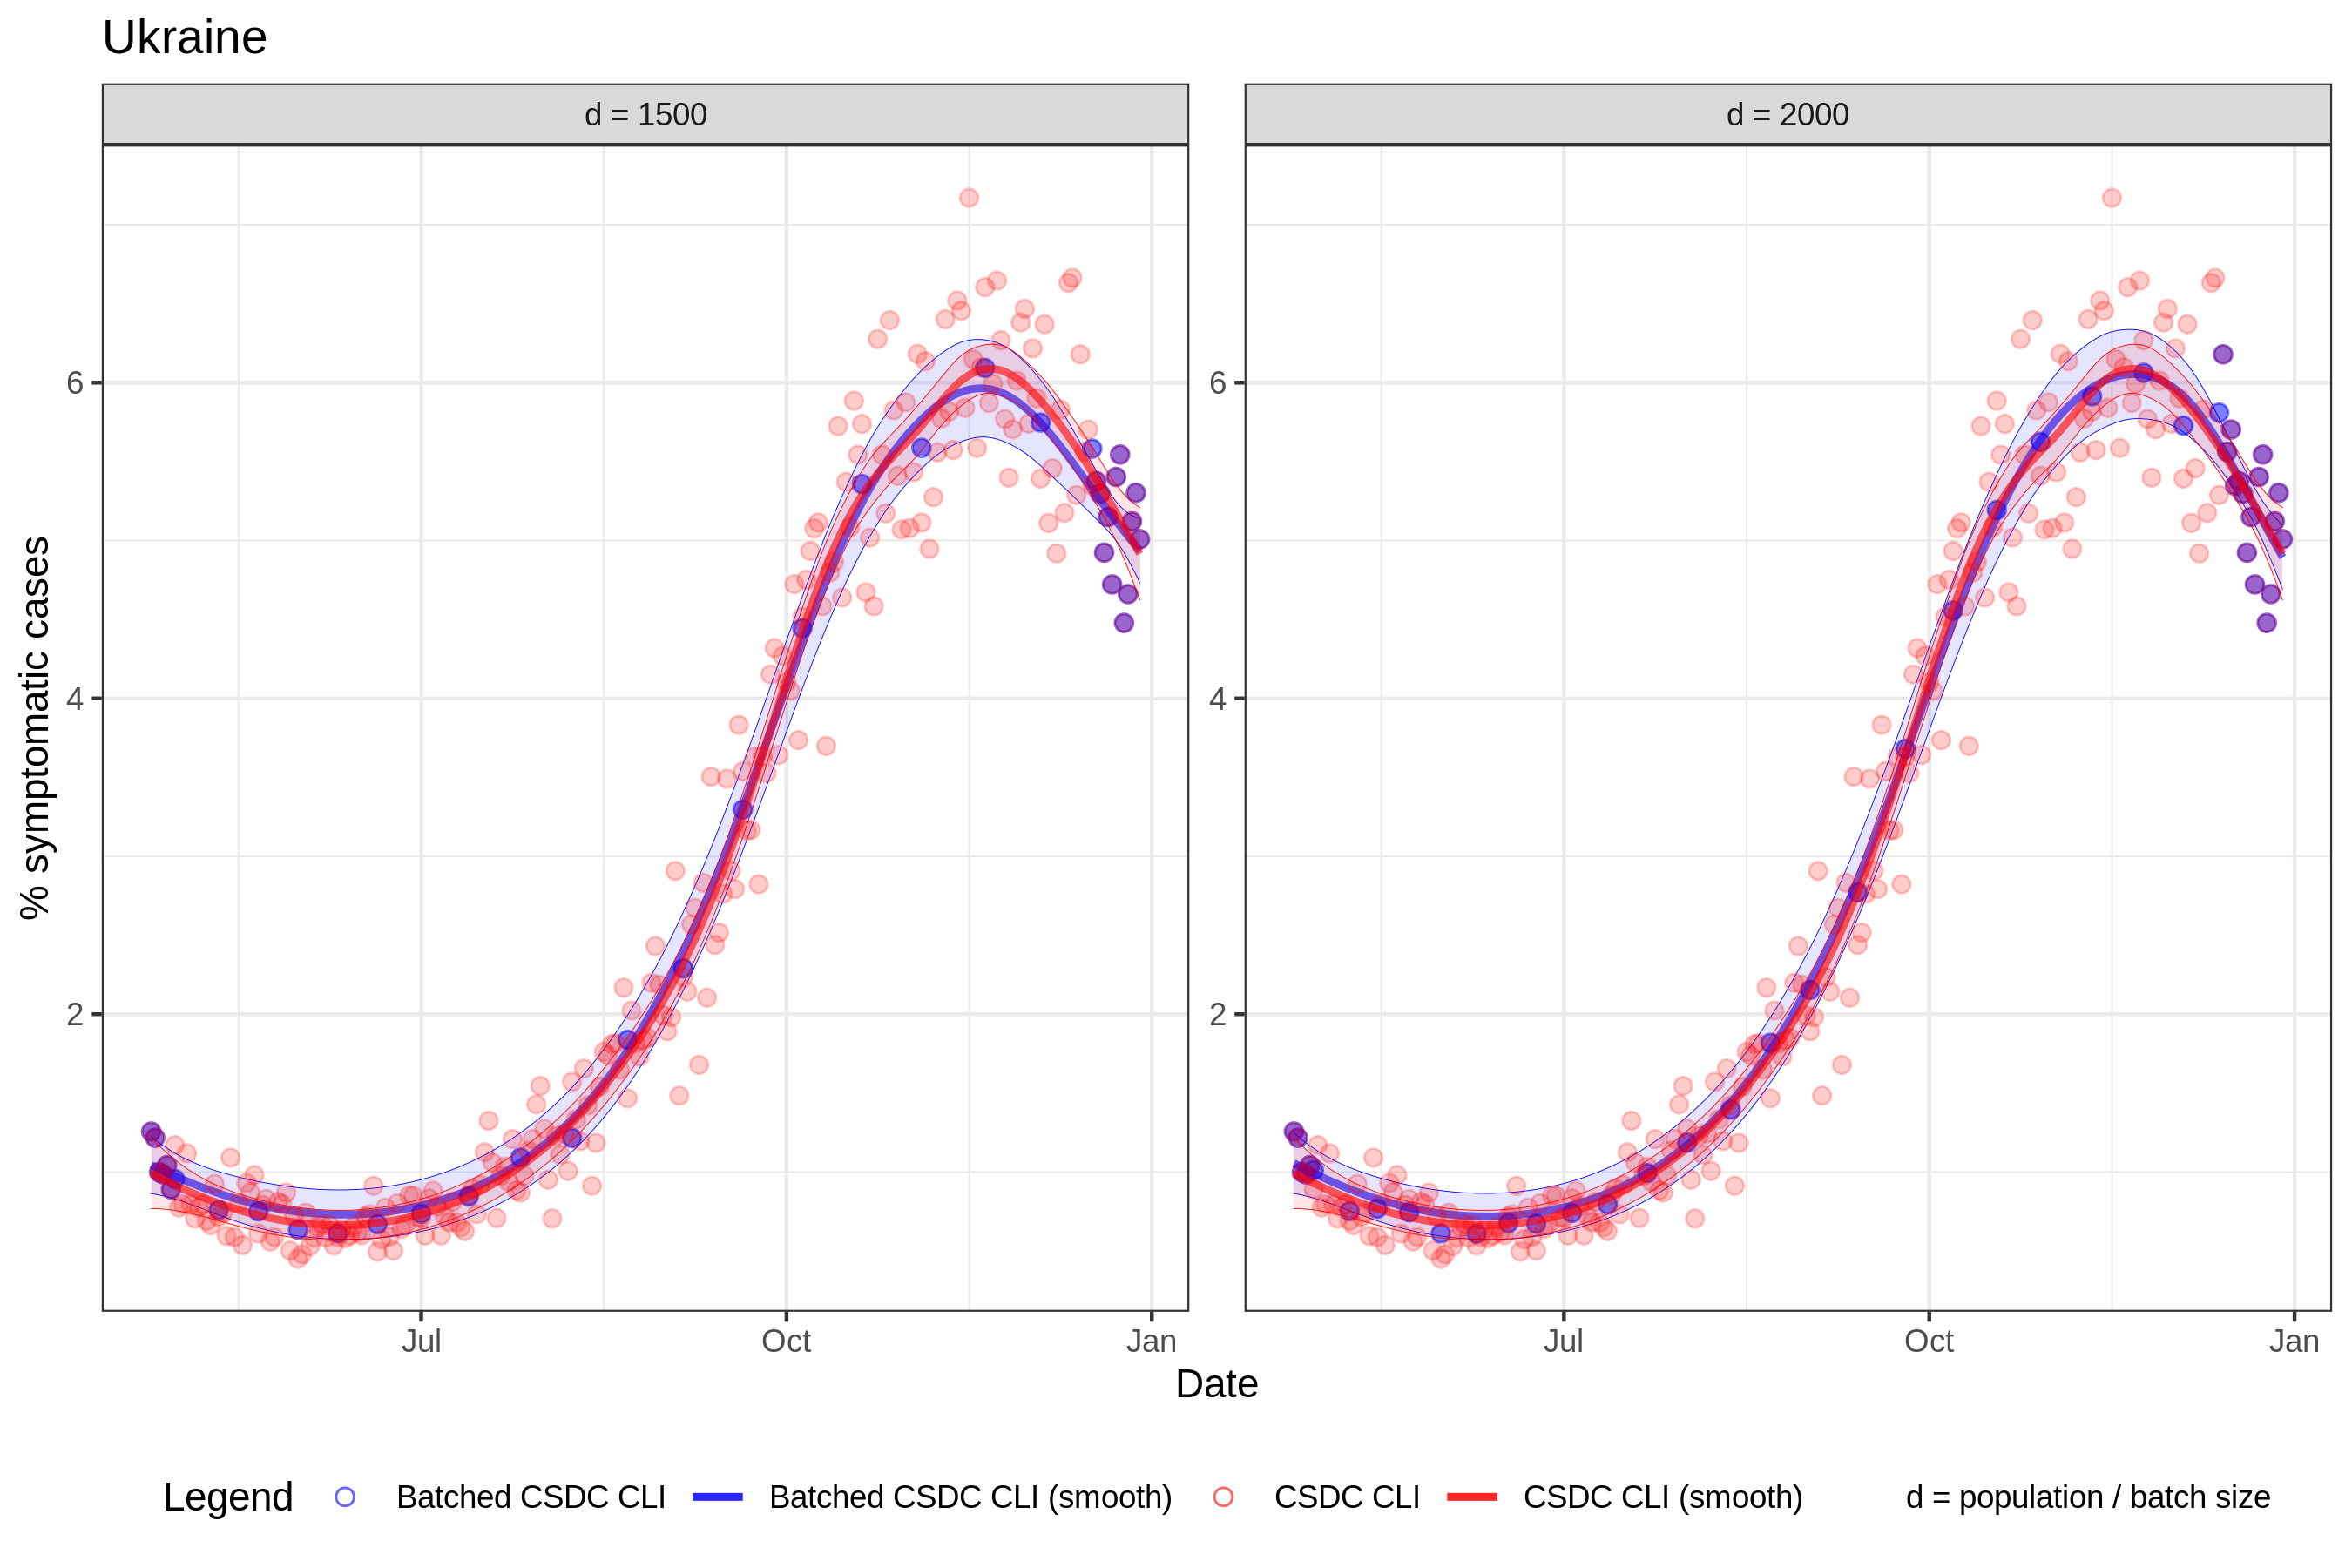 Ukraine
d = 1500
d = 2000
% symptomatic cases
6
4
2
6
4
2
Jul
Oct
Jan
Jul
Oct
Jan
Date
Legend
Batched CSDC CLI
Batched CSDC CLI (smooth)
CSDC CLI
CSDC CLI (smooth)
d = population / batch size